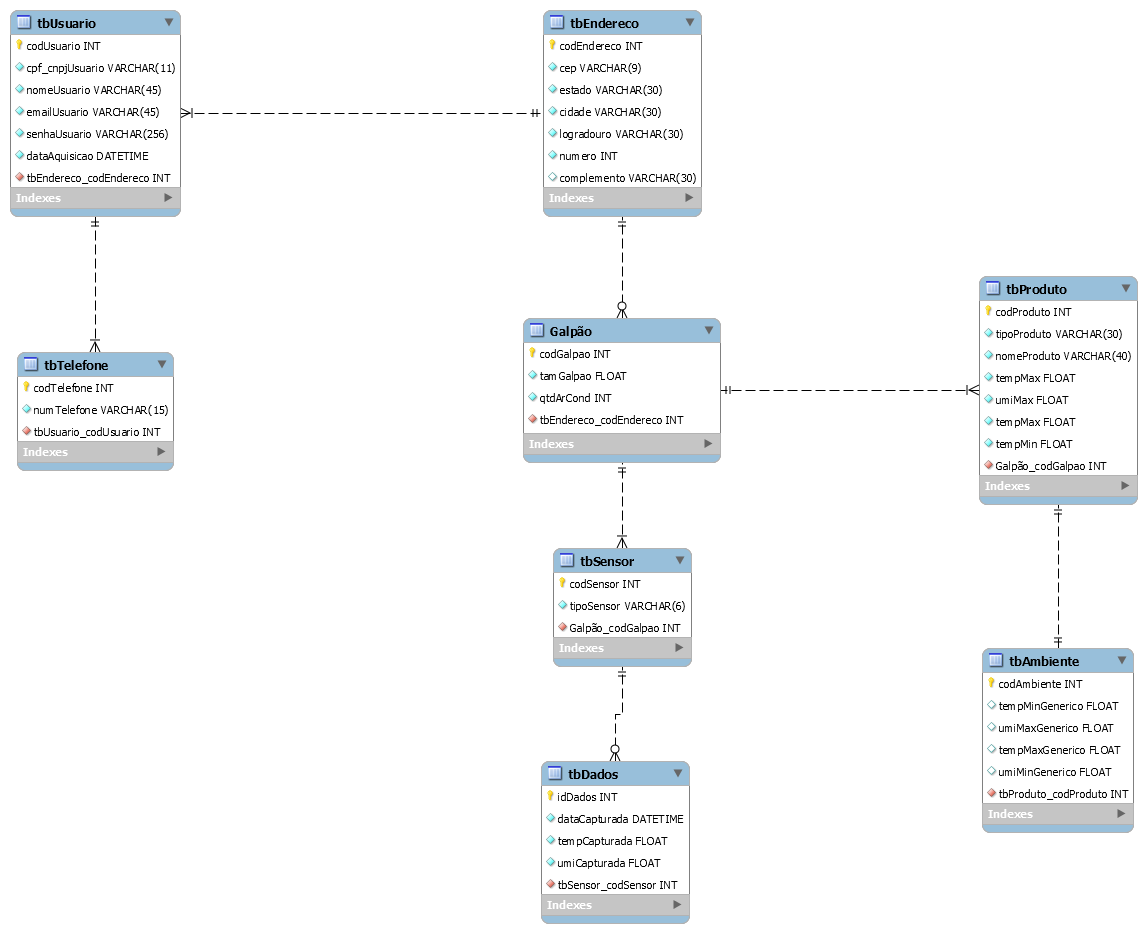 tbUsuario
codUsuario INT
cpf_cnpjUsuario VARCHAR(11)
nomeUsuario VARCHAR(45)
emailUsuario VARCHAR(45)
senhaUsuario VARCHAR(256)
dataAquisicao DATETIME
tbEndereco_codEndereco INT
Indexes
tbEndereco
codEndereco INT
cep VARCHAR(9)
estado VARCHAR(30)
cidade VARCHAR(30)
logradouro VARCHAR(30)
numero INT
complemento VARCHAR(30)
Indexes
tbTelefone
codTelefone INT
numTelefone VARCHAR(15)
tbUsuario_codUsuario INT
Indexes
Galpão
codGalpao INT
tamGalpao FLOAT
qtdArCond INT
tbEndereco_codEndereco INT
Indexes
tbProduto
codProduto INT
tipoProduto VARCHAR(30)
nomeProduto VARCHAR(40)
tempMax FLOAT
umiMax FLOAT
tempMax FLOAT
tempMin FLOAT
Galpão_codGalpao INT
Indexes
tbSensor
codSensor INT
tipoSensor VARCHAR(6)
Galpão_codGalpao INT
Indexes
tbAmbiente
codAmbiente INT
tempMinGenerico FLOAT
umiMaxGenerico FLOAT
tempMaxGenerico FLOAT
umiMinGenerico FLOAT
tbProduto_codProduto INT
Indexes
tbDados
idDados INT
dataCapturada DATETIME
tempCapturada FLOAT
umiCapturada FLOAT
tbSensor_codSensor INT
Indexes